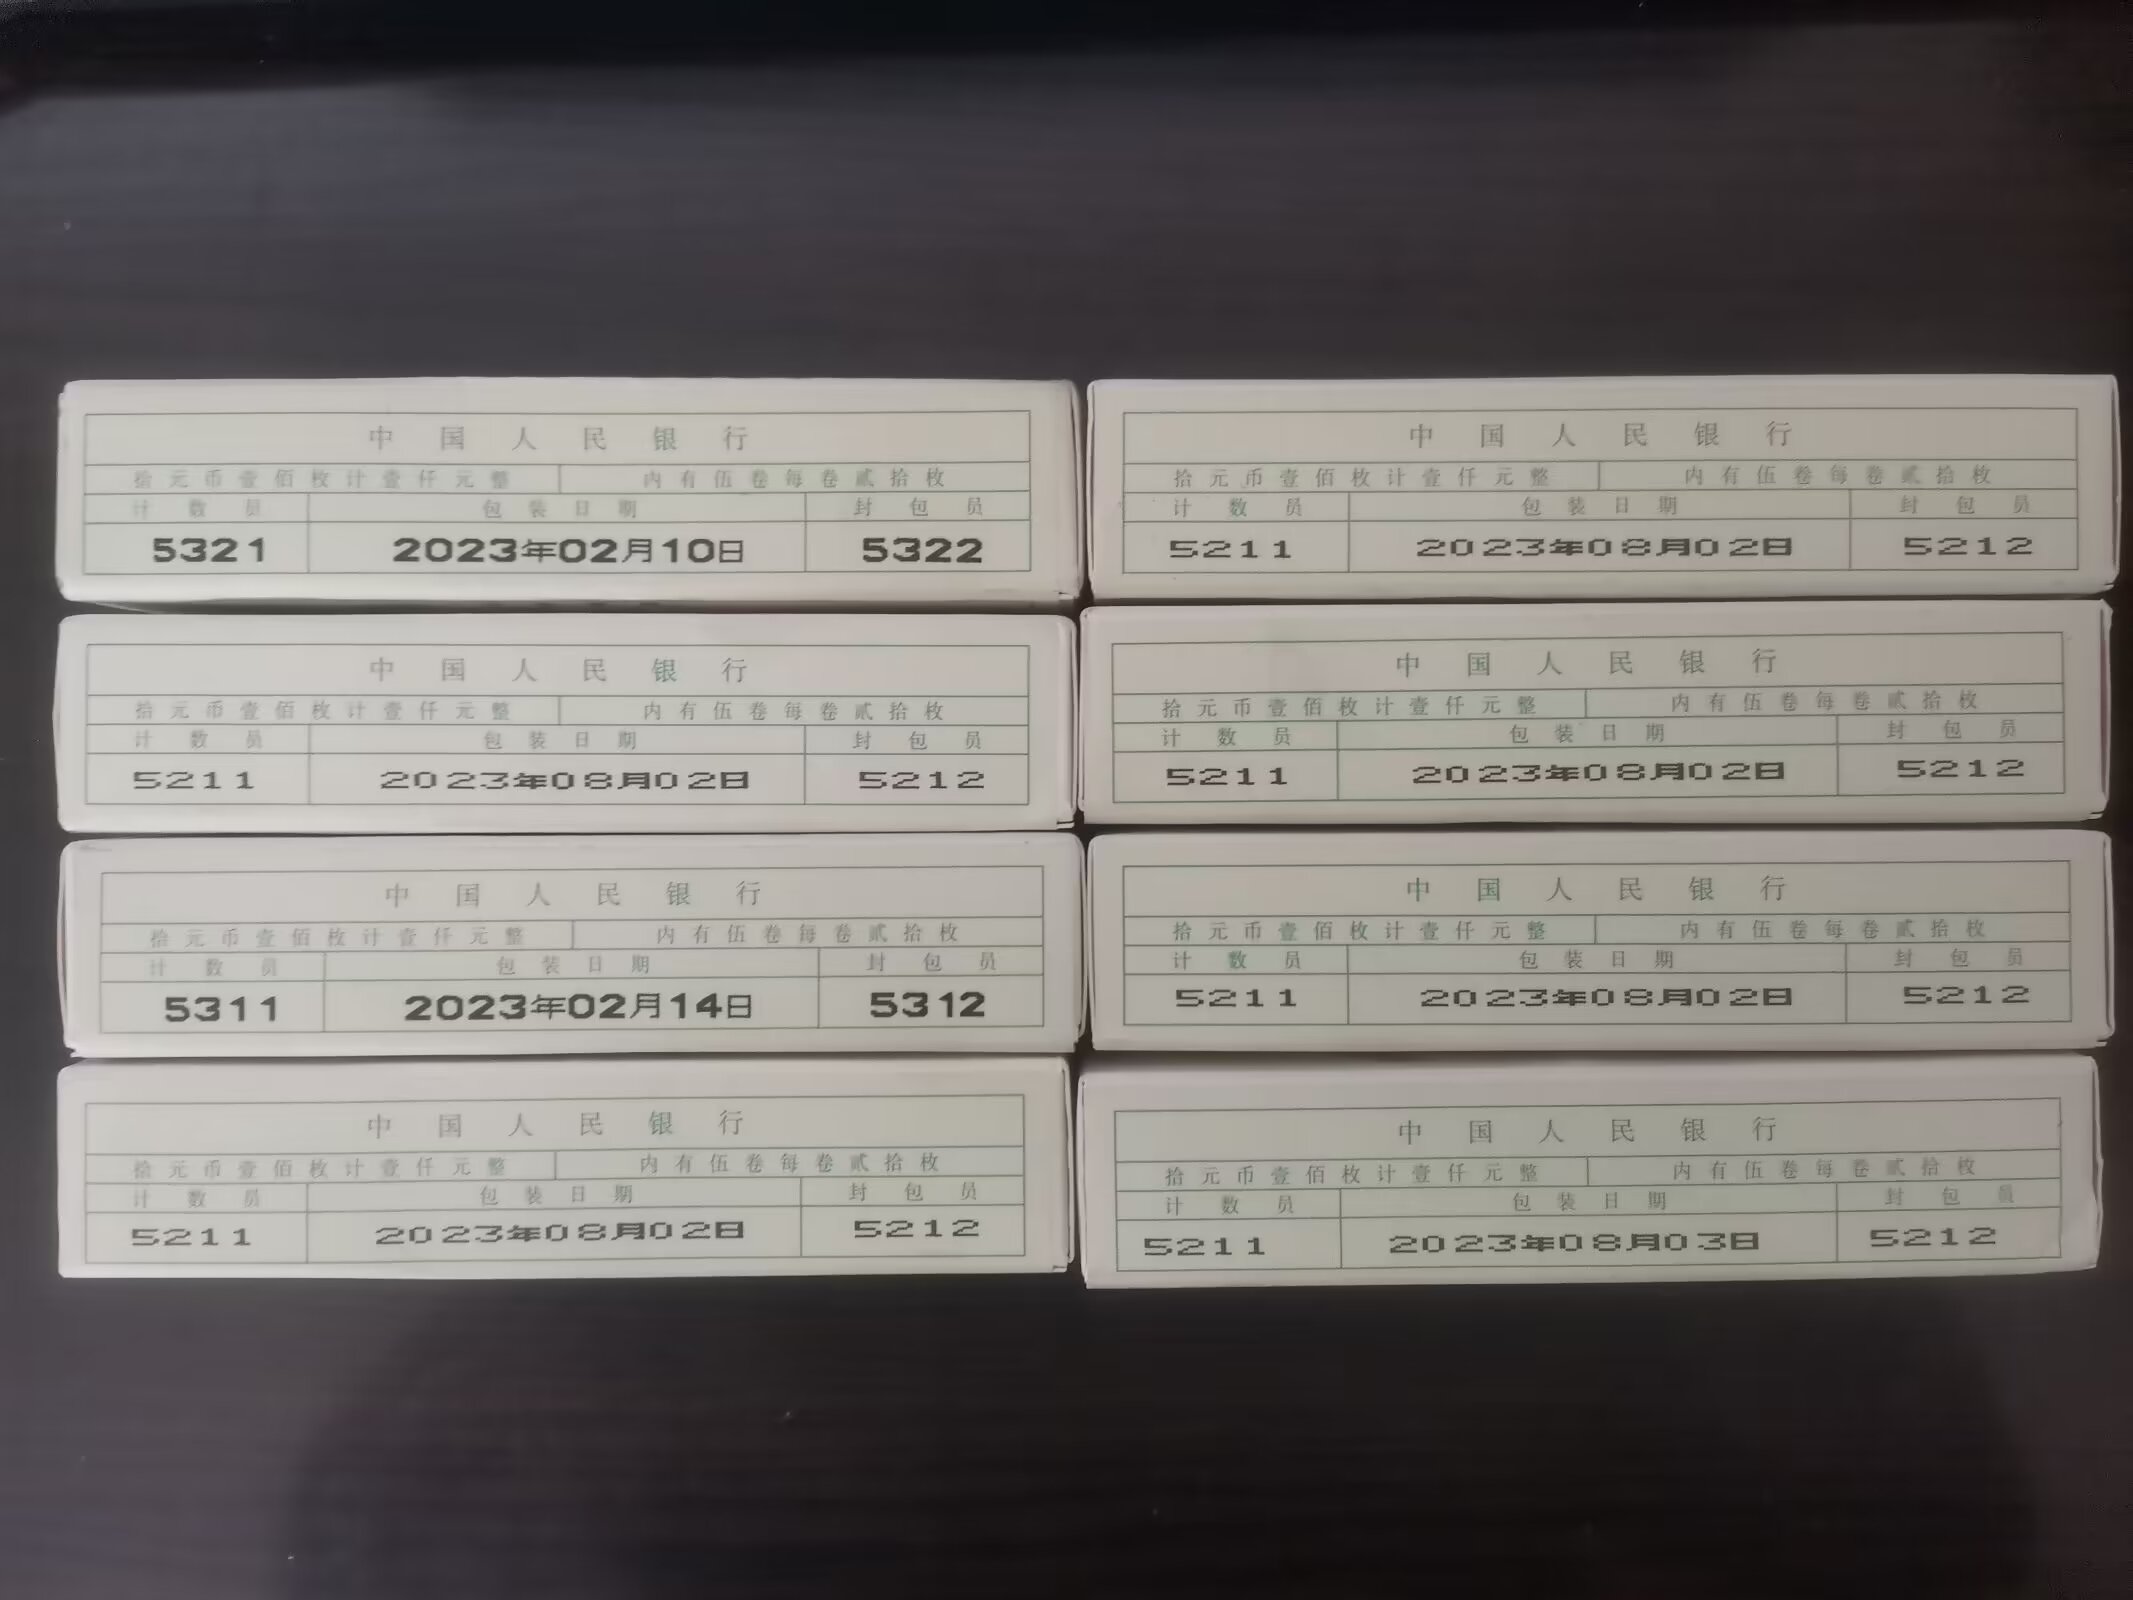 中国人民银行
拾元币壹佰枚计壹仟元整 内有伍卷每卷贰拾枚
计数员 包装日期 封包员
5321 2023年02月10日 5322
中国人民银行
拾元币壹佰枚计壹仟元整 内有伍卷每卷贰拾枚
计数员 包装日期 封包员
5211 2023年08月02日 5212
中国人民银行
拾元币壹佰枚计壹仟元整 内有伍卷每卷贰拾枚
计数员 包装日期 封包员
5211 2023年08月02日 5212
中国人民银行
拾元币壹佰枚计壹仟元整 内有伍卷每卷贰拾枚
计数员 包装日期 封包员
5211 2023年08月02日 5212
中国人民银行
拾元币壹佰枚计壹仟元整 内有伍卷每卷贰拾枚
计数员 包装日期 封包员
5311 2023年02月14日 5312
中国人民银行
拾元币壹佰枚计壹仟元整 内有伍卷每卷贰拾枚
计数员 包装日期 封包员
5211 2023年08月02日 5212
中国人民银行
拾元币壹佰枚计壹仟元整 内有伍卷每卷贰拾枚
计数员 包装日期 封包员
5211 2023年08月02日 5212
中国人民银行
拾元币壹佰枚计壹仟元整 内有伍卷每卷贰拾枚
计数员 包装日期 封包员
5211 2023年08月03日 5212